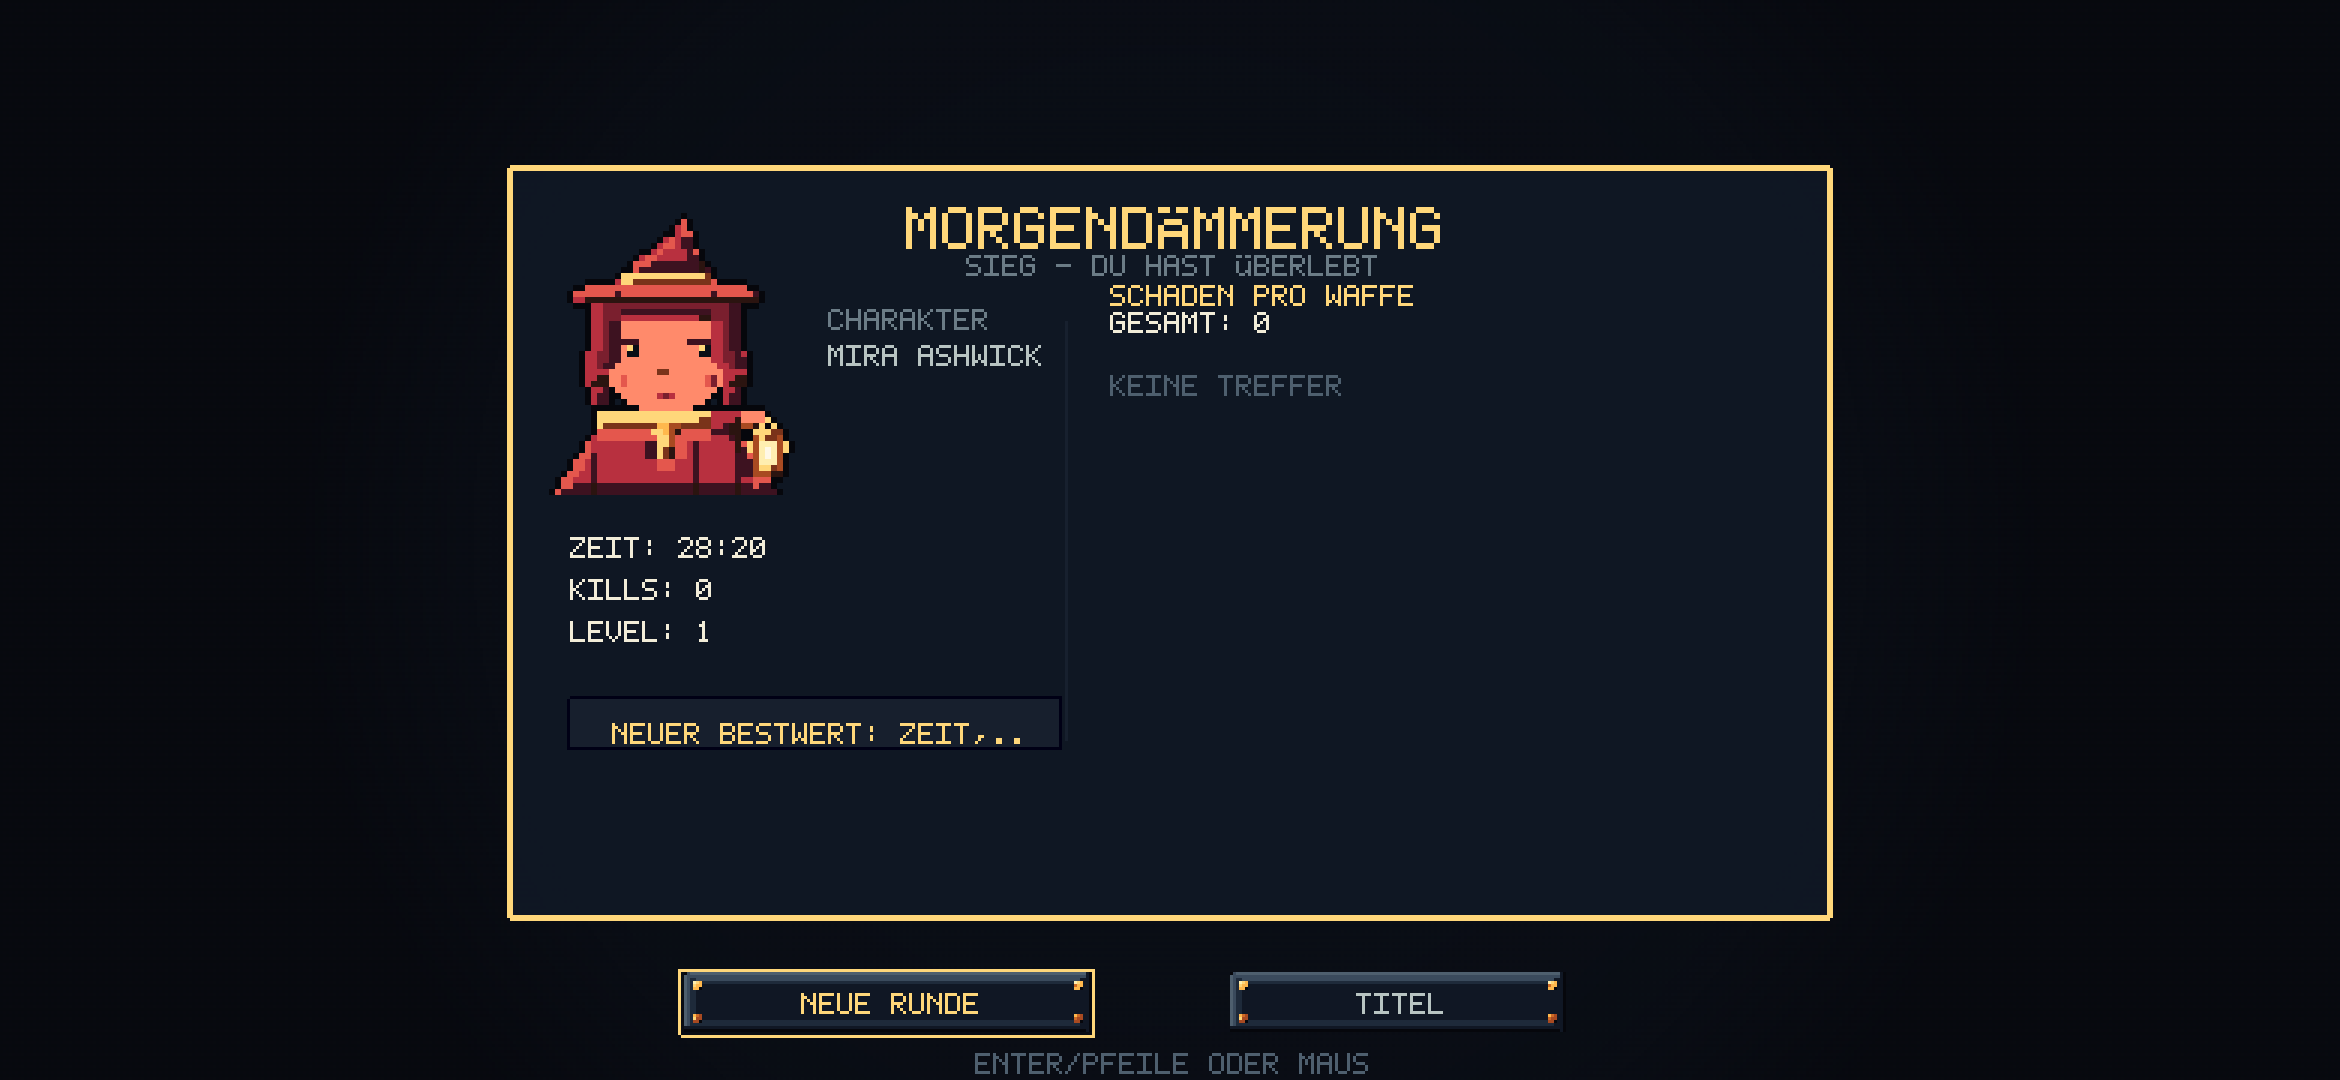 MORGENDäMMERUNG
SIEG - DU HAST üBERLEBT
CHARAKTER
MIRA ASHWICK
ZEIT: 28:20
KILLS: 0
LEVEL: 1
NEUER BESTWERT: ZEIT,..
SCHADEN PRO WAFFE
GESAMT: 0
KEINE TREFFER
NEUE RUNDE
TITEL
ENTER/PFEILE ODER MAUS